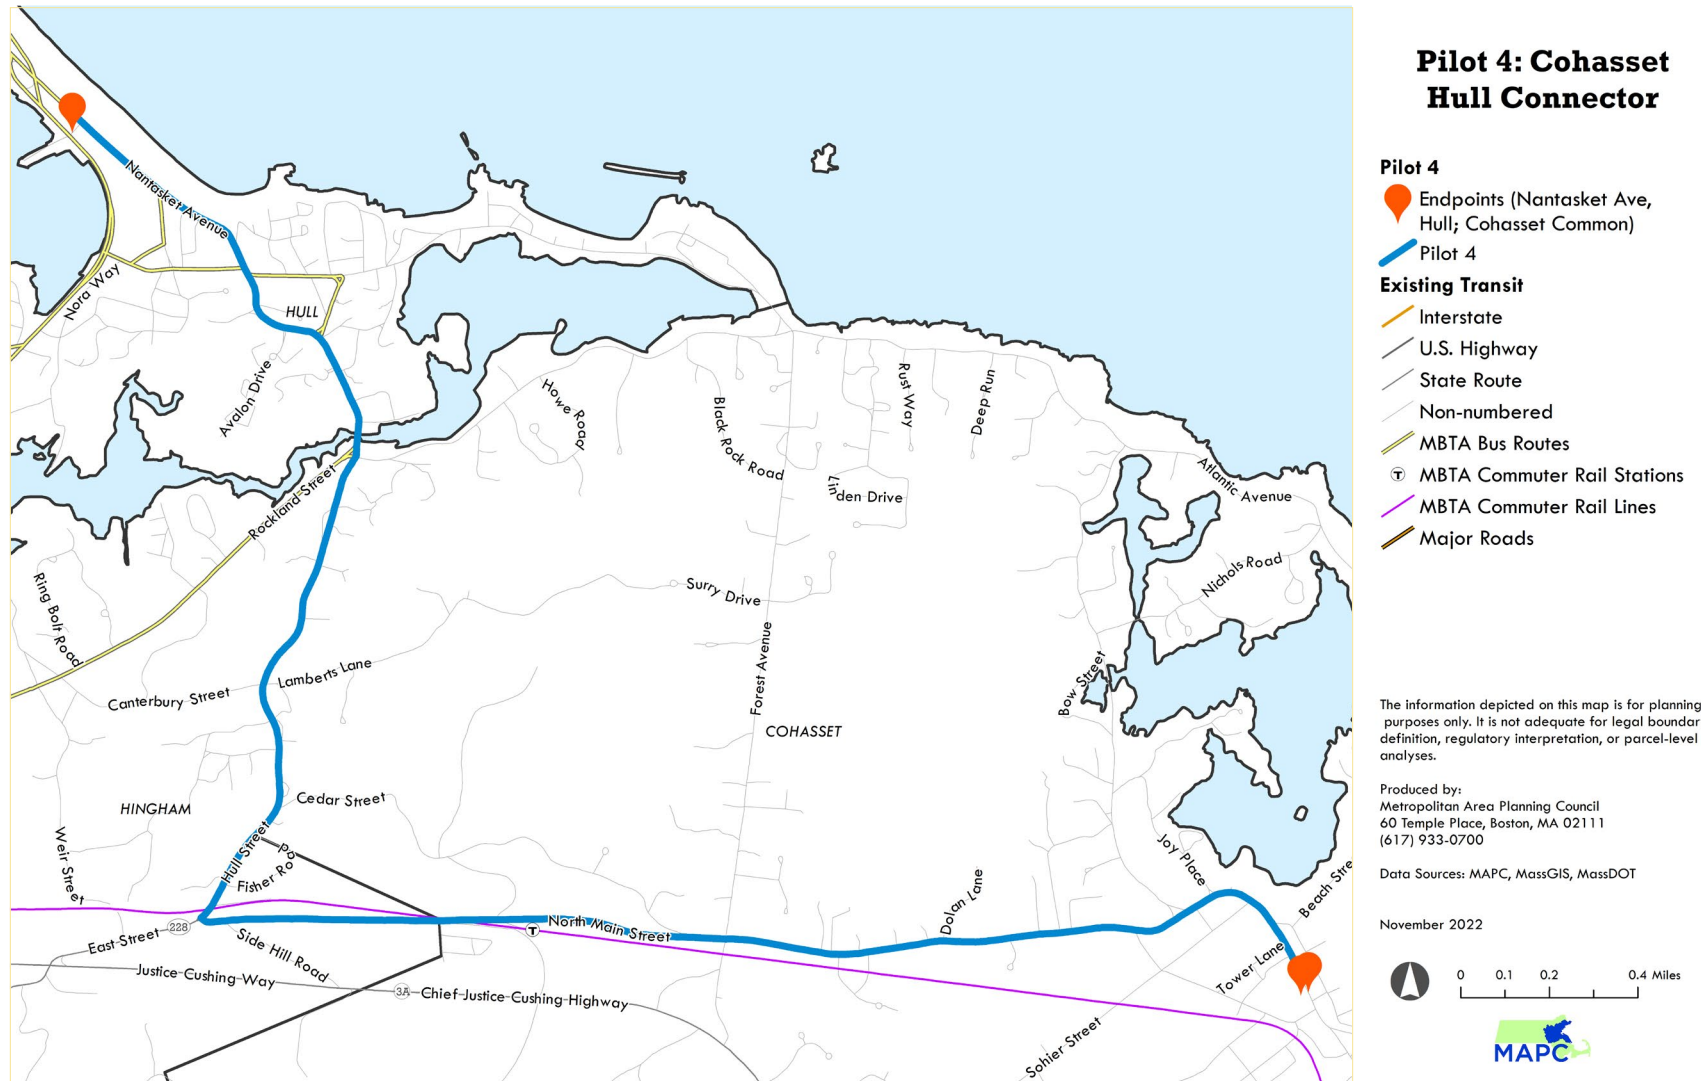 Pilot 4: Cohasset
Hull Connector
Pilot 4
Endpoints (Nantasket Ave,
Hull; Cohasset Common)
Pilot 4
Existing Transit
Interstate
U.S. Highway
State Route
Non-numbered
MBTA Bus Routes
T
MBTA Commuter Rail Stations
MBTA Commuter Rail Lines
Major Roads
The information depicted on this map is for planning
purposes only. It is not adequate for legal boundar
definition, regulatory interpretation, or parcel-level
analyses.
Produced by:
Metropolitan Area Planning Council
60 Temple Place, Boston, MA 02111
(617) 933-0700
Data Sources: MAPC, MassGIS, MassDOT
November 2022
0 0.1 0.2 0.4 Miles
MAPC
Nantasket Avenue
Nora Way
HULL
Avalon Drive
Howe Road
Black Rock Road
Rust Way
Deep Run
Linden Drive
Atlantic Avenue
Rockland Street
Nichols Road
Ring Bolt Road
Surry Drive
Forest Avenue
Lamberts Lane
Canterbury Street
Bow Street
COHASSET
HINGHAM
Cedar Street
Weir Street
Hull Street
Fisher Road
Joy Place
Beach Stre
Dolan Lane
228
East Street
Side Hill Road
T
North Main Street
Tower Lane
Justice Cushing Way
3A
Chief Justice Cushing Highway
Sohier Street